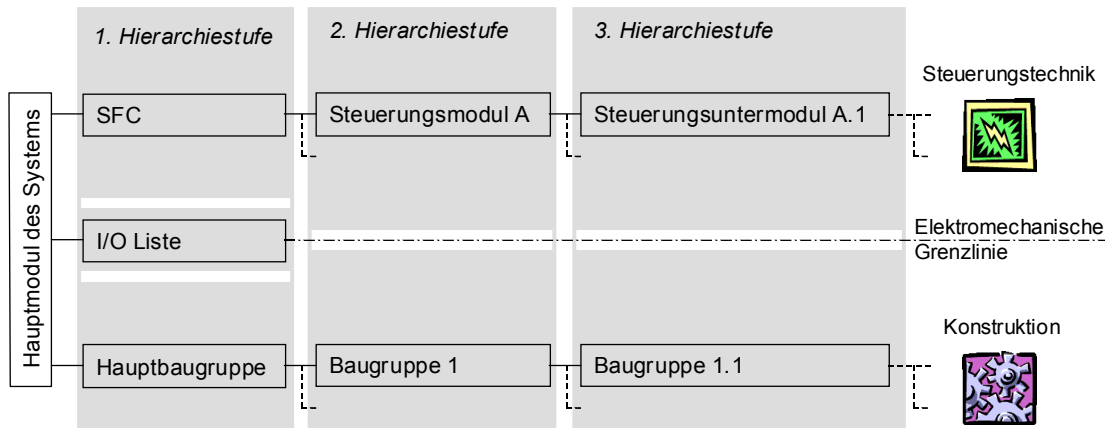 1. Hierarchiestufe
2. Hierarchiestufe
3. Hierarchiestufe
Hauptmodul des Systems
SFC
Steuerungsmodul A
Steuerungsuntermodul A.1
Steuerungstechnik
I/O Liste
Elektromechanische
Grenzlinie
Hauptbaugruppe
Baugruppe 1
Baugruppe 1.1
Konstruktion